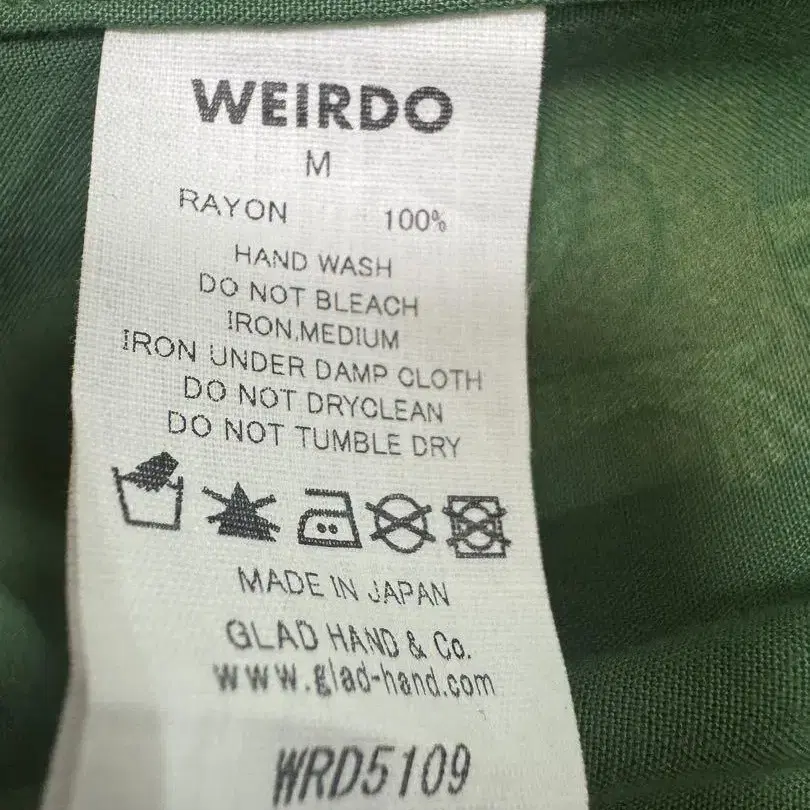 WEIRDO
M
RAYON 100%
HAND WASH
DO NOT BLEACH
IRON,MEDIUM
IRON UNDER DAMP CLOTH
DO NOT DRYCLEAN
DO NOT TUMBLE DRY
MADE IN JAPAN
GLAD HAND & Co.
www.glad-hand.com
WRD5109